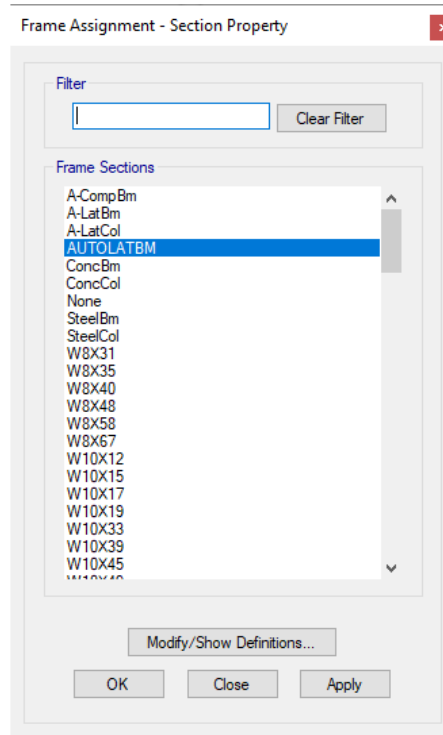 Frame Assignment - Section Property
Filter
Clear Filter
Frame Sections
A-CompBm
A-LatBm
A-LatCol
AUTOLATBM
ConcBm
ConcCol
None
SteelBm
SteelCol
W8X31
W8X35
W8X40
W8X48
W8X58
W8X67
W10X12
W10X15
W10X17
W10X19
W10X33
W10X39
W10X45
Modify/Show Definitions...
OK
Close
Apply